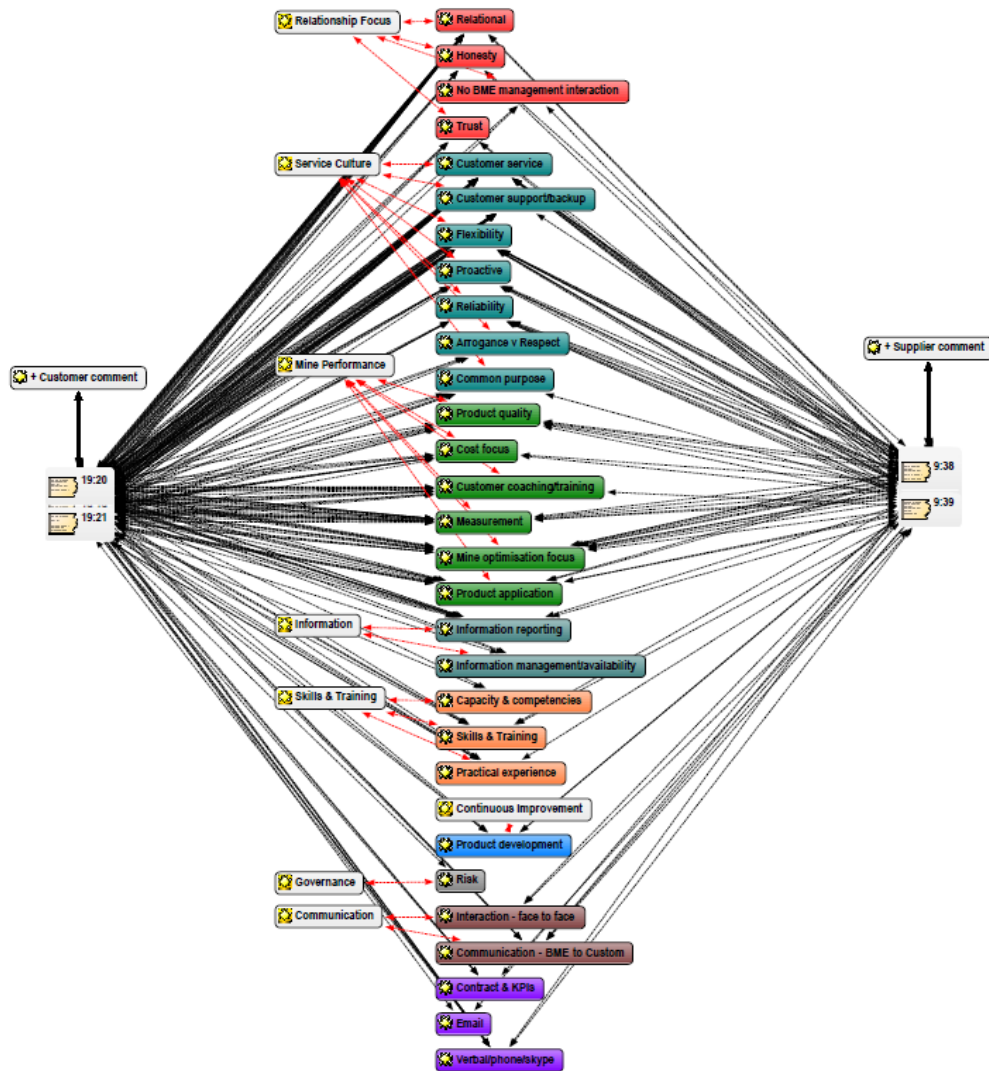 Relationship Focus
Relational
Honesty
No BME management interaction
Trust
Service Culture
Customer service
Customer support/backup
Flexibility
Proactive
Reliability
Arrogance v Respect
+ Supplier comment
Mine Performance
+ Customer comment
Common purpose
Product quality
Cost focus
9:38
19:20
Customer coaching/training
9:39
19:21
Measurement
Mine optimisation focus
Product application
Information
Information reporting
Information management/availability
Skills & Training
Capacity & competencies
Skills & Training
Practical experience
Continuous Improvement
Product development
Governance
Risk
Communication
Interaction - face to face
Communication - BME to Custom
Contract & KPIs
Email
Verbal/phone/skype